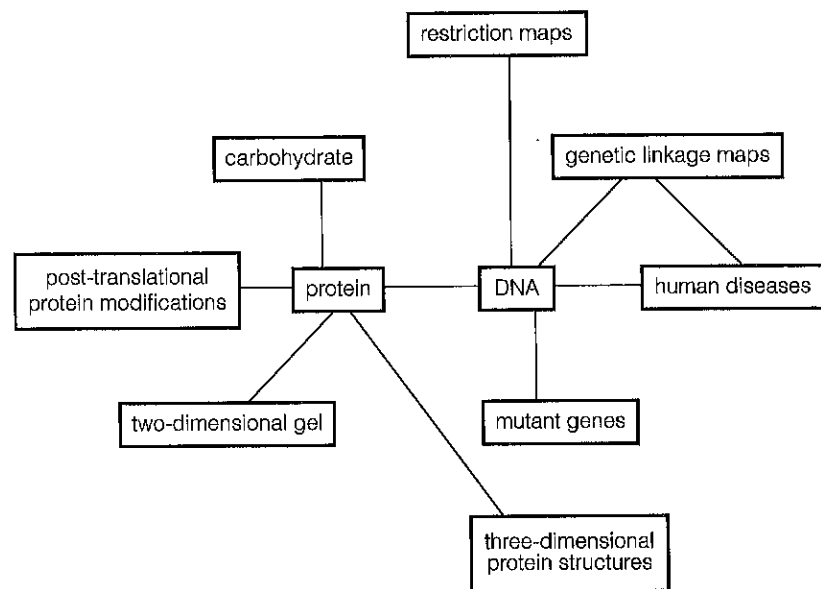 restriction maps
carbohydrate
genetic linkage maps
post-translational
protein modifications
protein
DNA
human diseases
two-dimensional gel
mutant genes
three-dimensional
protein structures